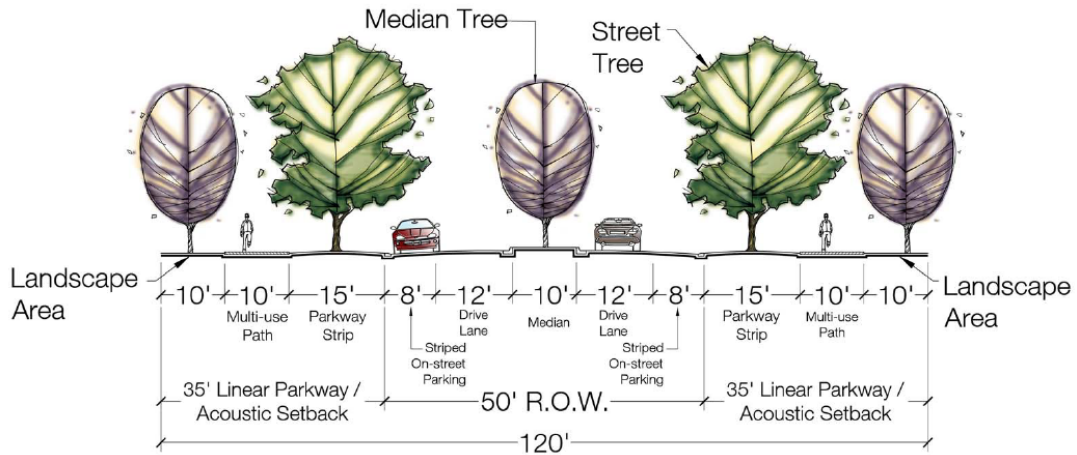 Median Tree
Street
Tree
Landscape
Area
Landscape
Area
10' 10' 15' 8' 12' 10' 12' 8' 15' 10' 10'
Multi-use
Path
Parkway
Strip
Drive
Lane
Median
Drive
Lane
Parkway
Strip
Multi-use
Path
Striped
On-street
Parking
Striped
On-street
Parking
35' Linear Parkway /
Acoustic Setback
50' R.O.W.
35' Linear Parkway /
Acoustic Setback
120'